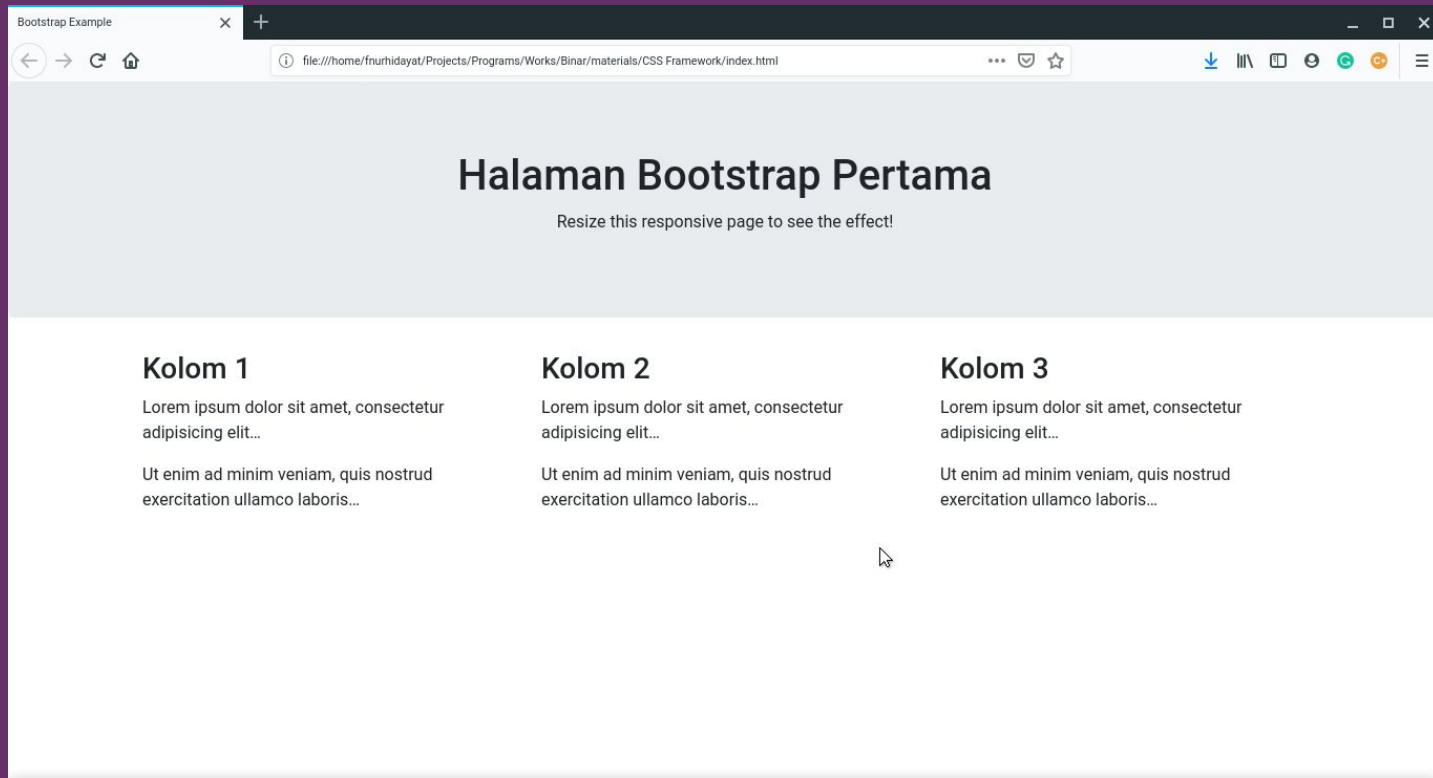 Bootstrap Example
file:///home/fnurhidayat/Projects/Programs/Works/Binar/materials/CSS Framework/index.html
Halaman Bootstrap Pertama
Resize this responsive page to see the effect!
Kolom 1
Lorem ipsum dolor sit amet, consectetur
adipisicing elit...
Ut enim ad minim veniam, quis nostrud
exercitation ullamco laboris...
Kolom 2
Lorem ipsum dolor sit amet, consectetur
adipisicing elit...
Ut enim ad minim veniam, quis nostrud
exercitation ullamco laboris...
Kolom 3
Lorem ipsum dolor sit amet, consectetur
adipisicing elit...
Ut enim ad minim veniam, quis nostrud
exercitation ullamco laboris...